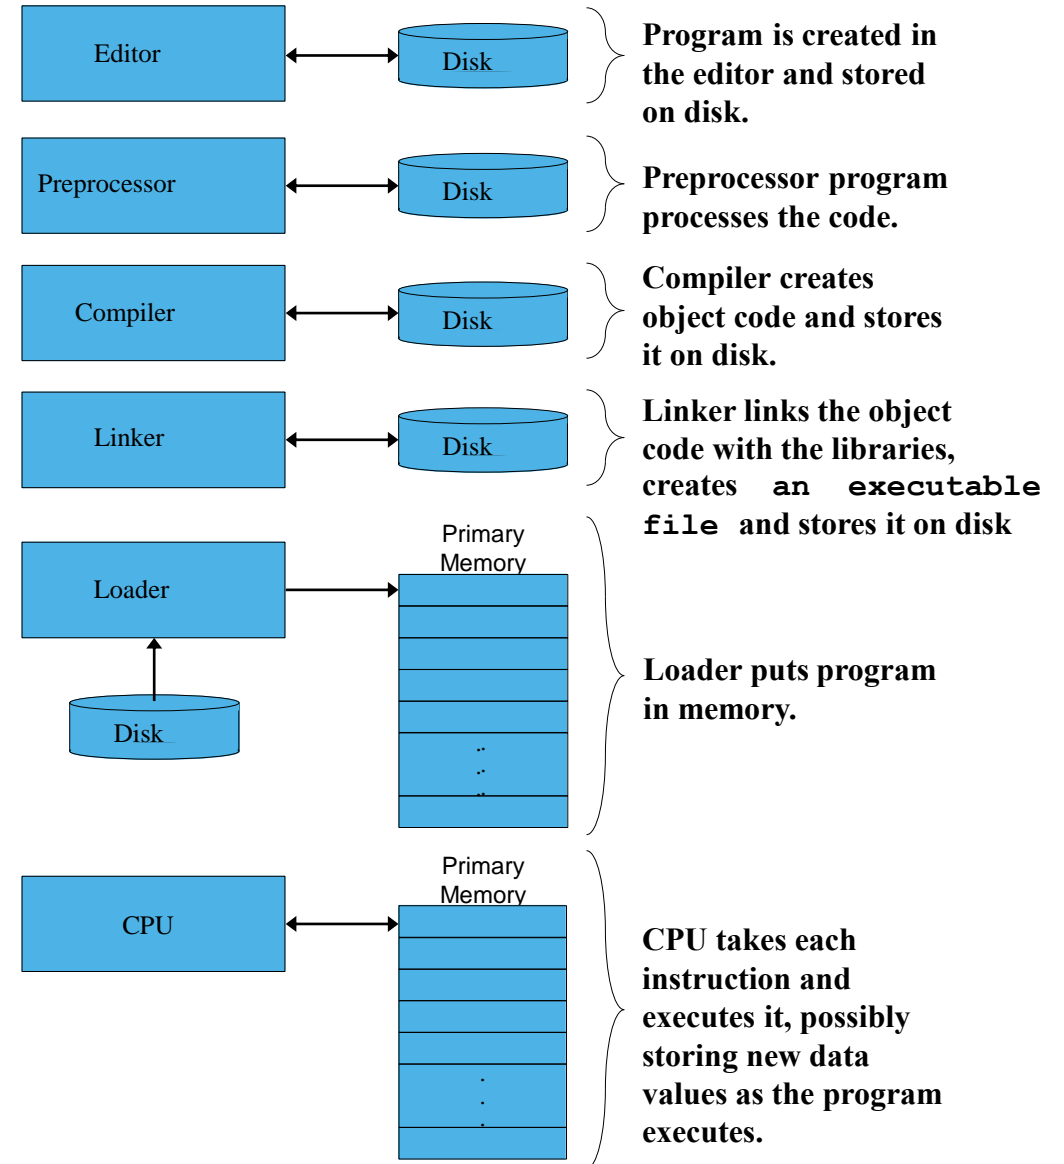 Editor
Disk
Program is created in
the editor and stored
on disk.
Preprocessor
Disk
Preprocessor program
processes the code.
Compiler
Disk
Compiler creates
object code and stores
it on disk.
Linker
Disk
Linker links the object
code with the libraries,
creates an executable
file and stores it on disk
Loader
Disk
Primary
Memory
Loader puts program
in memory.
CPU
Primary
Memory
CPU takes each
instruction and
executes it, possibly
storing new data
values as the program
executes.